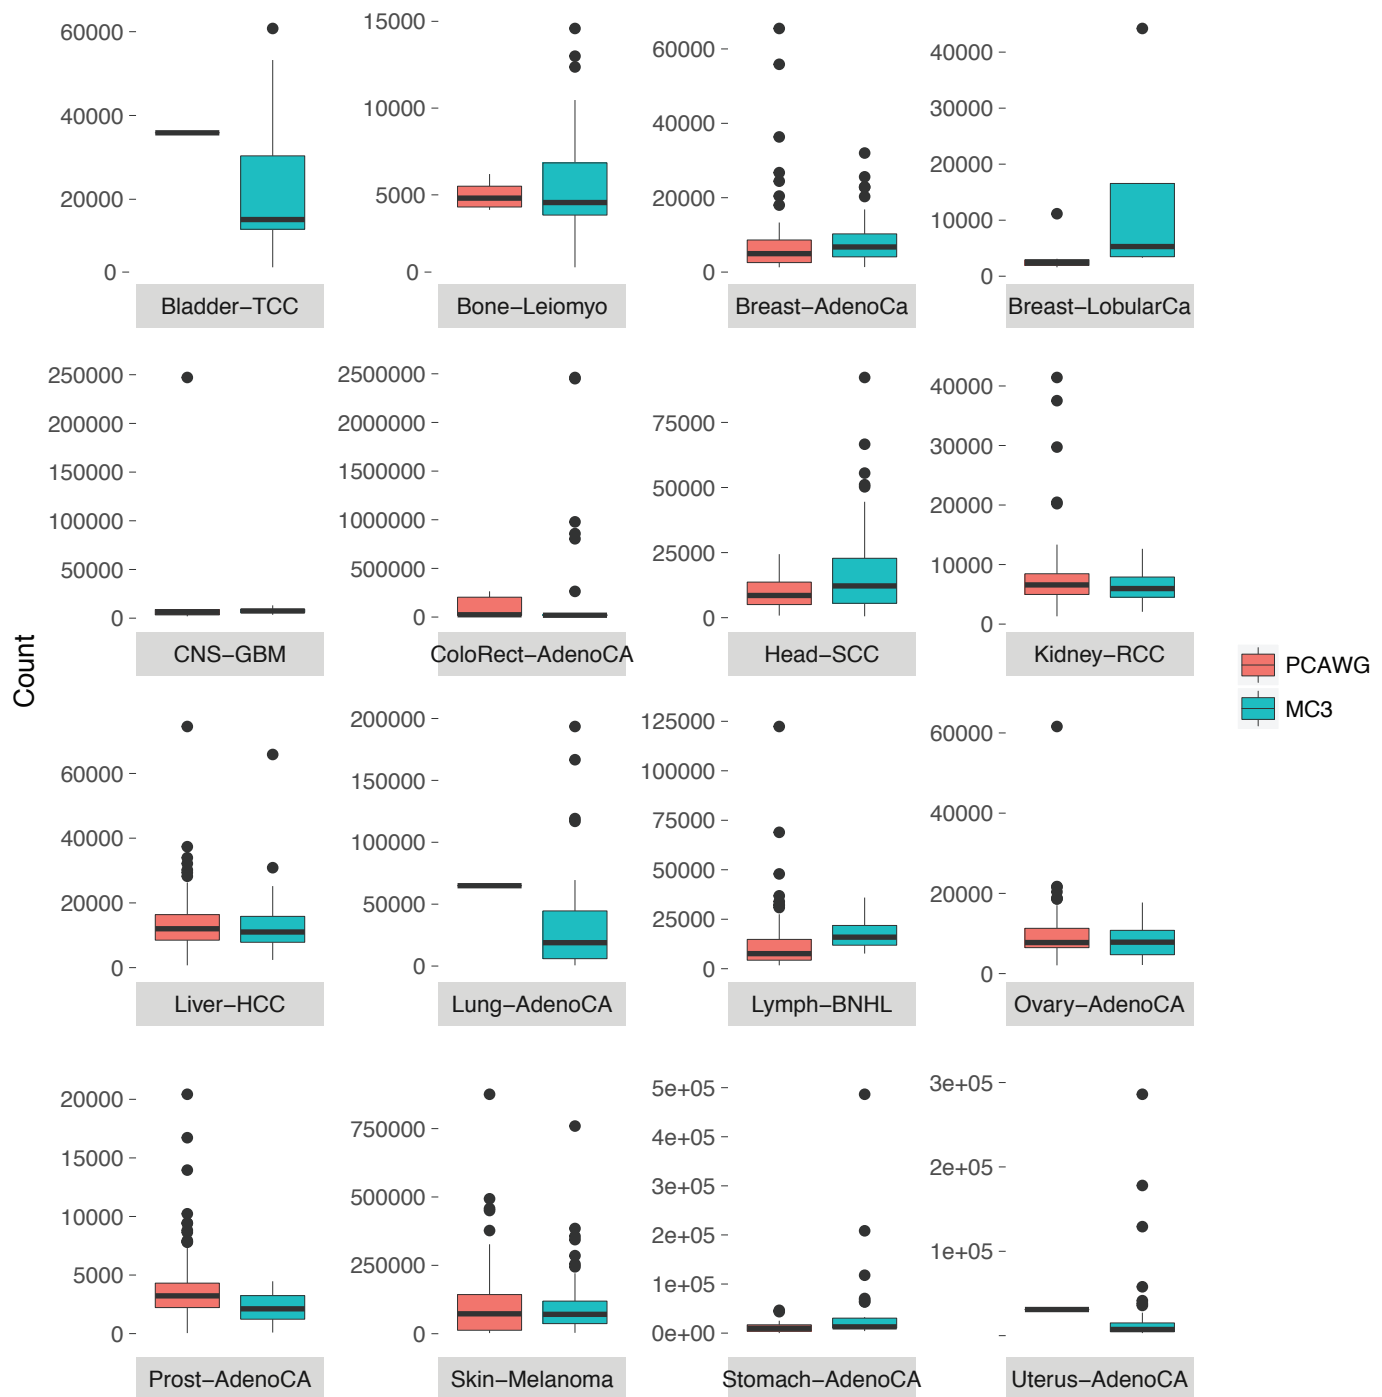 60000
40000
20000
0
Bladder−TCC
15000
10000
5000
0
Bone−Leiomyo
60000
40000
20000
0
Breast−AdenoCa
40000
30000
20000
10000
0
Breast−LobularCa
250000
200000
150000
100000
50000
0
CNS−GBM
2500000
2000000
1500000
1000000
500000
0
ColoRect−AdenoCA
75000
50000
25000
0
Head−SCC
40000
30000
20000
10000
0
Kidney−RCC
Count
PCAWG
MC3
60000
40000
20000
0
Liver−HCC
200000
150000
100000
50000
0
Lung−AdenoCA
125000
100000
75000
50000
25000
0
Lymph−BNHL
60000
40000
20000
0
Ovary−AdenoCA
20000
15000
10000
5000
0
Prost−AdenoCA
750000
500000
250000
0
Skin−Melanoma
5e+05
4e+05
3e+05
2e+05
1e+05
0e+00
Stomach−AdenoCA
3e+05
2e+05
1e+05
Uterus−AdenoCA